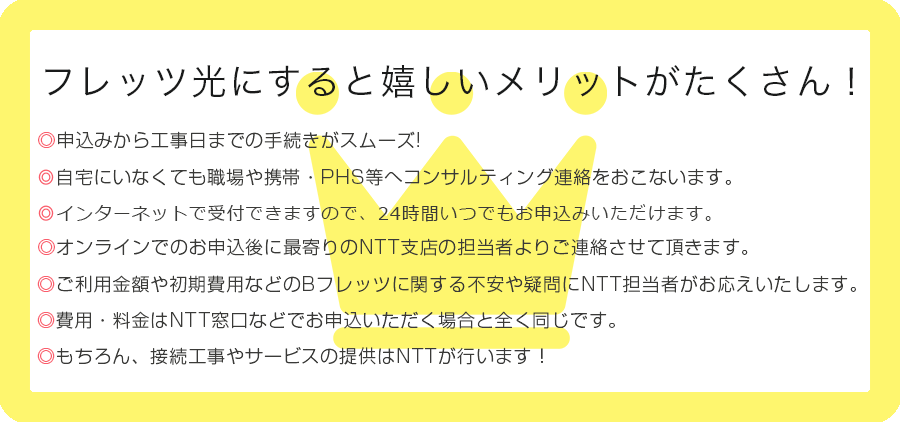 フレッツ光にすると嬉しいメリットがたくさん！
◎申込みから工事日までの手続きがスムーズ!
◎自宅にいなくても職場や携帯・PHS等へコンサルティング連絡をおこないます。
◎インターネットで受付できますので、24時間いつでもお申込みいただけます。
◎オンラインでのお申込後に最寄りのNTT支店の担当者よりご連絡させて頂きます。
◎ご利用金額や初期費用などのBフレッツに関する不安や疑問にNTT担当者がお応えいたします。
◎費用・料金はNTT窓口などでお申込いただく場合と全く同じです。
◎もちろん、接続工事やサービスの提供はNTTが行います！